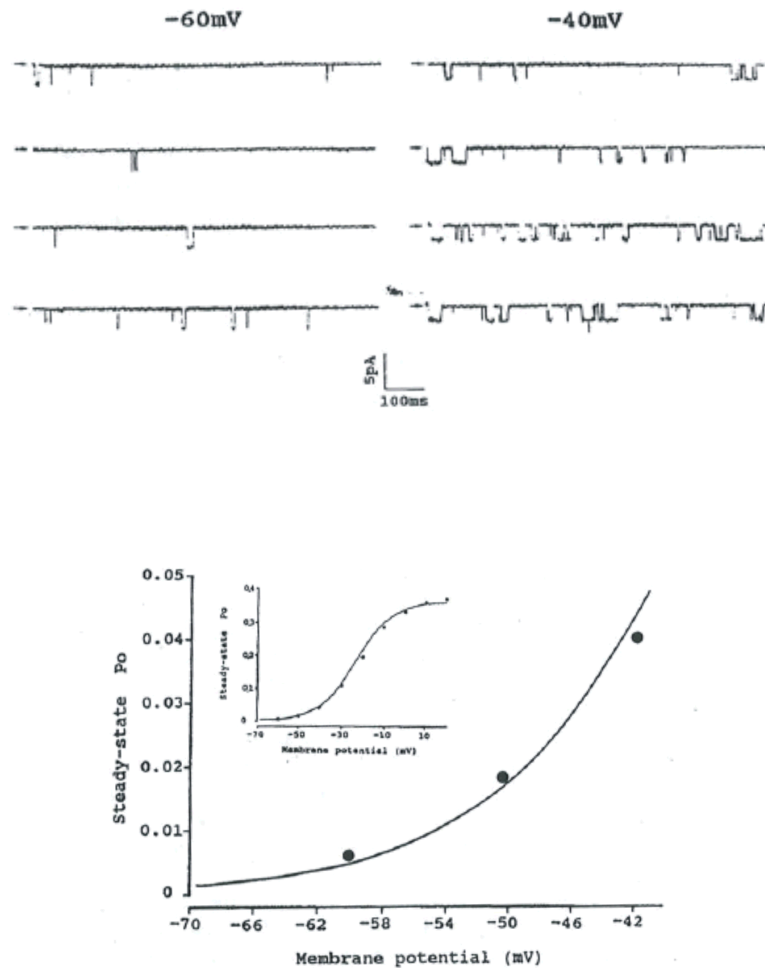 -60mV
-40mV
5pA
100ms
0.05
0.04
0.03
0.02
0.01
0
Steady-state Po
-70 -66 -62 -58 -54 -50 -46 -42
Membrane potential (mV)
0.4
0.3
0.2
0.1
0
Steady-state Po
-70 -50 -30 -10 10
Membrane potential (mV)